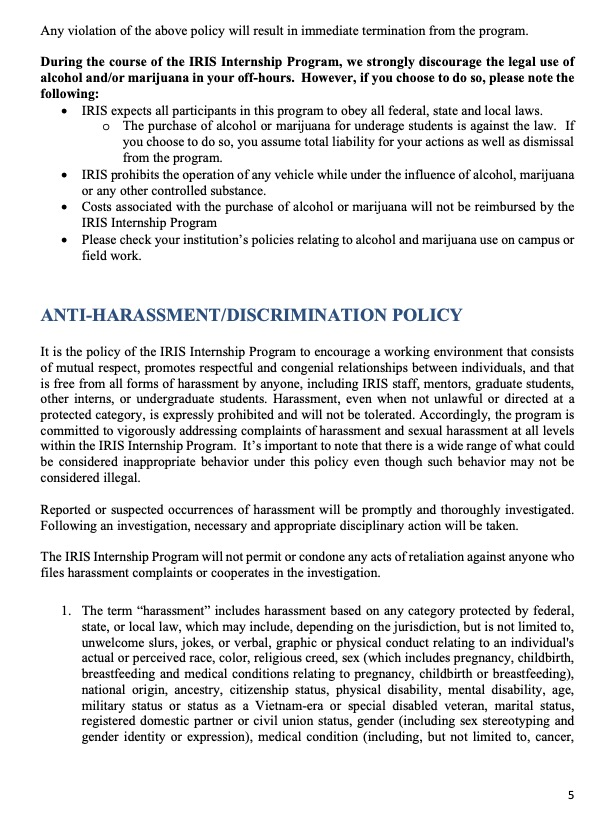 Any violation of the above policy will result in immediate termination from the program.
During the course of the IRIS Internship Program, we strongly discourage the legal use of
alcohol and/or marijuana in your off-hours. However, if you choose to do so, please note the
following:
• IRIS expects all participants in this program to obey all federal, state and local laws.
o The purchase of alcohol or marijuana for underage students is against the law. If
you choose to do so, you assume total liability for your actions as well as dismissal
from the program.
• IRIS prohibits the operation of any vehicle while under the influence of alcohol, marijuana
or any other controlled substance.
• Costs associated with the purchase of alcohol or marijuana will not be reimbursed by the
IRIS Internship Program
• Please check your institution's policies relating to alcohol and marijuana use on campus or
field work.
ANTI-HARASSMENT/DISCRIMINATION POLICY
It is the policy of the IRIS Internship Program to encourage a working environment that consists
of mutual respect, promotes respectful and congenial relationships between individuals, and that
is free from all forms of harassment by anyone, including IRIS staff, mentors, graduate students,
other interns, or undergraduate students. Harassment, even when not unlawful or directed at a
protected category, is expressly prohibited and will not be tolerated. Accordingly, the program is
committed to vigorously addressing complaints of harassment and sexual harassment at all levels
within the IRIS Internship Program. It's important to note that there is a wide range of what could
be considered inappropriate behavior under this policy even though such behavior may not be
considered illegal.
Reported or suspected occurrences of harassment will be promptly and thoroughly investigated.
Following an investigation, necessary and appropriate disciplinary action will be taken.
The IRIS Internship Program will not permit or condone any acts of retaliation against anyone who
files harassment complaints or cooperates in the investigation.
1. The term “harassment” includes harassment based on any category protected by federal,
state, or local law, which may include, depending on the jurisdiction, but is not limited to,
unwelcome slurs, jokes, or verbal, graphic or physical conduct relating to an individual's
actual or perceived race, color, religious creed, sex (which includes pregnancy, childbirth,
breastfeeding and medical conditions relating to pregnancy, childbirth or breastfeeding),
national origin, ancestry, citizenship status, physical disability, mental disability, age,
military status or status as a Vietnam-era or special disabled veteran, marital status,
registered domestic partner or civil union status, gender (including sex stereotyping and
gender identity or expression), medical condition (including, but not limited to, cancer,
5